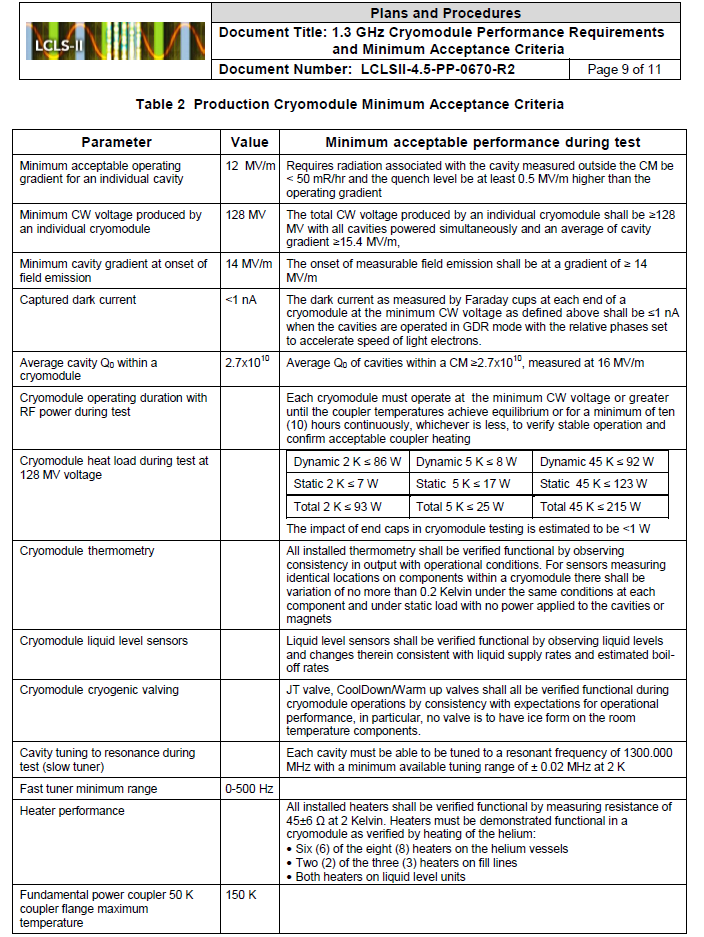 LCLS-II
Plans and Procedures
Document Title: 1.3 GHz Cryomodule Performance Requirements
and Minimum Acceptance Criteria
Document Number: LCLSII-4.5-PP-0670-R2
Page 9 of 11
Table 2 Production Cryomodule Minimum Acceptance Criteria
Parameter Value Minimum acceptable performance during test
Minimum acceptable operating
gradient for an individual cavity
12 MV/m
Requires radiation associated with the cavity measured outside the CM be
< 50 mR/hr and the quench level be at least 0.5 MV/m higher than the
operating gradient
Minimum CW voltage produced by
an individual cryomodule
128 MV
The total CW voltage produced by an individual cryomodule shall be ≥128
MV with all cavities powered simultaneously and an average of cavity
gradient ≥15.4 MV/m,
Minimum cavity gradient at onset of
field emission
14 MV/m
The onset of measurable field emission shall be at a gradient of ≥ 14
MV/m
Captured dark current
<1 nA
The dark current as measured by Faraday cups at each end of a
cryomodule at the minimum CW voltage as defined above shall be ≤1 nA
when the cavities are operated in GDR mode with the relative phases set
to accelerate speed of light electrons.
Average cavity Q₀ within a
cryomodule
2.7x10¹⁰
Average Q₀ of cavities within a CM ≥2.7x10¹⁰, measured at 16 MV/m
Cryomodule operating duration with
RF power during test
Each cryomodule must operate at the minimum CW voltage or greater
until the coupler temperatures achieve equilibrium or for a minimum of ten
(10) hours continuously, whichever is less, to verify stable operation and
confirm acceptable coupler heating
Cryomodule heat load during test at
128 MV voltage
Dynamic 2 K ≤ 86 W Dynamic 5 K ≤ 8 W Dynamic 45 K ≤ 92 W
Static 2 K ≤ 7 W Static 5 K ≤ 17 W Static 45 K ≤ 123 W
Total 2 K ≤ 93 W Total 5 K ≤ 25 W Total 45 K ≤ 215 W
The impact of end caps in cryomodule testing is estimated to be <1 W
Cryomodule thermometry
All installed thermometry shall be verified functional by observing
consistency in output with operational conditions. For sensors measuring
identical locations on components within a cryomodule there shall be
variation of no more than 0.2 Kelvin under the same conditions at each
component and under static load with no power applied to the cavities or
magnets
Cryomodule liquid level sensors
Liquid level sensors shall be verified functional by observing liquid levels
and changes therein consistent with liquid supply rates and estimated boil-
off rates
Cryomodule cryogenic valving
JT valve, CoolDown/Warm up valves shall all be verified functional during
cryomodule operations by consistency with expectations for operational
performance, in particular, no valve is to have ice form on the room
temperature components.
Cavity tuning to resonance during
test (slow tuner)
Each cavity must be able to be tuned to a resonant frequency of 1300.000
MHz with a minimum available tuning range of ± 0.02 MHz at 2 K
Fast tuner minimum range
0-500 Hz
Heater performance
All installed heaters shall be verified functional by measuring resistance of
45±6 Ω at 2 Kelvin. Heaters must be demonstrated functional in a
cryomodule as verified by heating of the helium:
• Six (6) of the eight (8) heaters on the helium vessels
• Two (2) of the three (3) heaters on fill lines
• Both heaters on liquid level units
Fundamental power coupler 50 K
coupler flange maximum
temperature
150 K